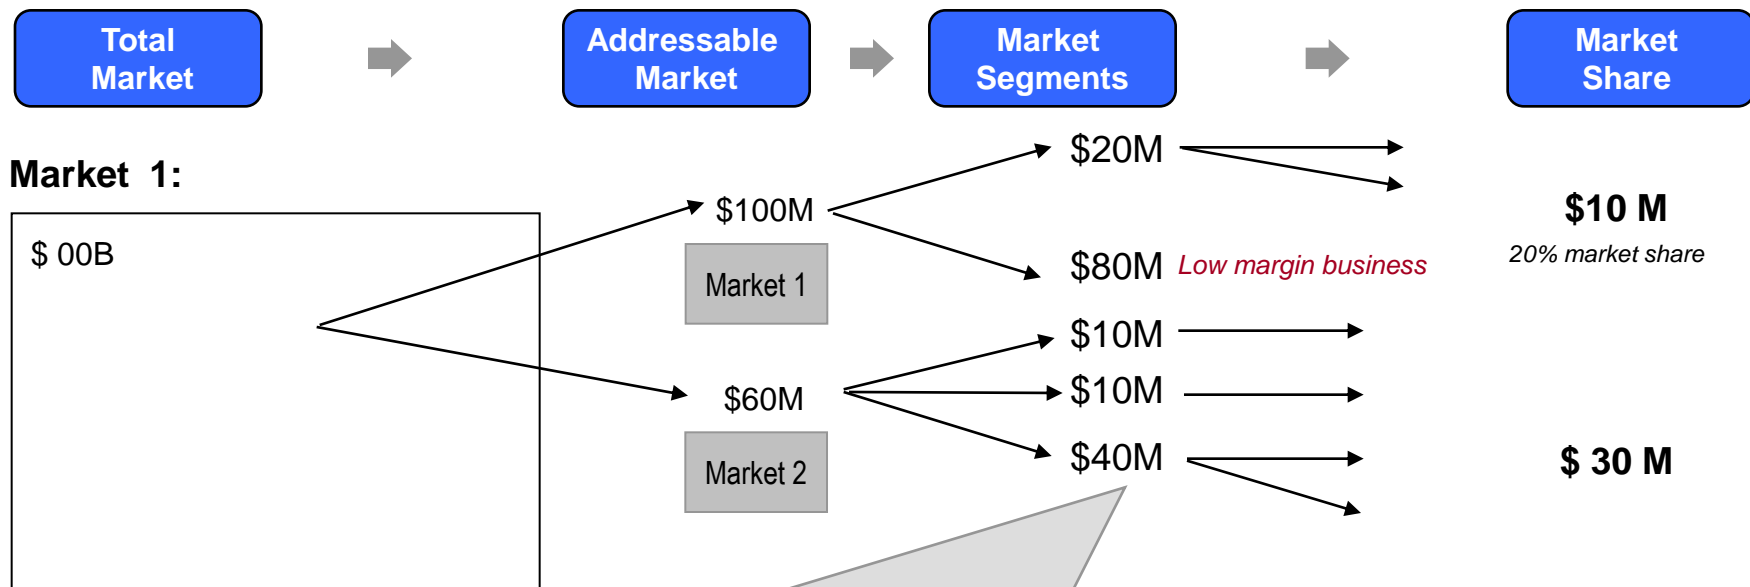 Total
Market
Addressable
Market
Market
Segments
Market
Share
Market 1:
$ 00B
$100M
Market 1
$60M
Market 2
$20M
$80M Low margin business
$10M
$10M
$40M
$10 M
20% market share
$ 30 M